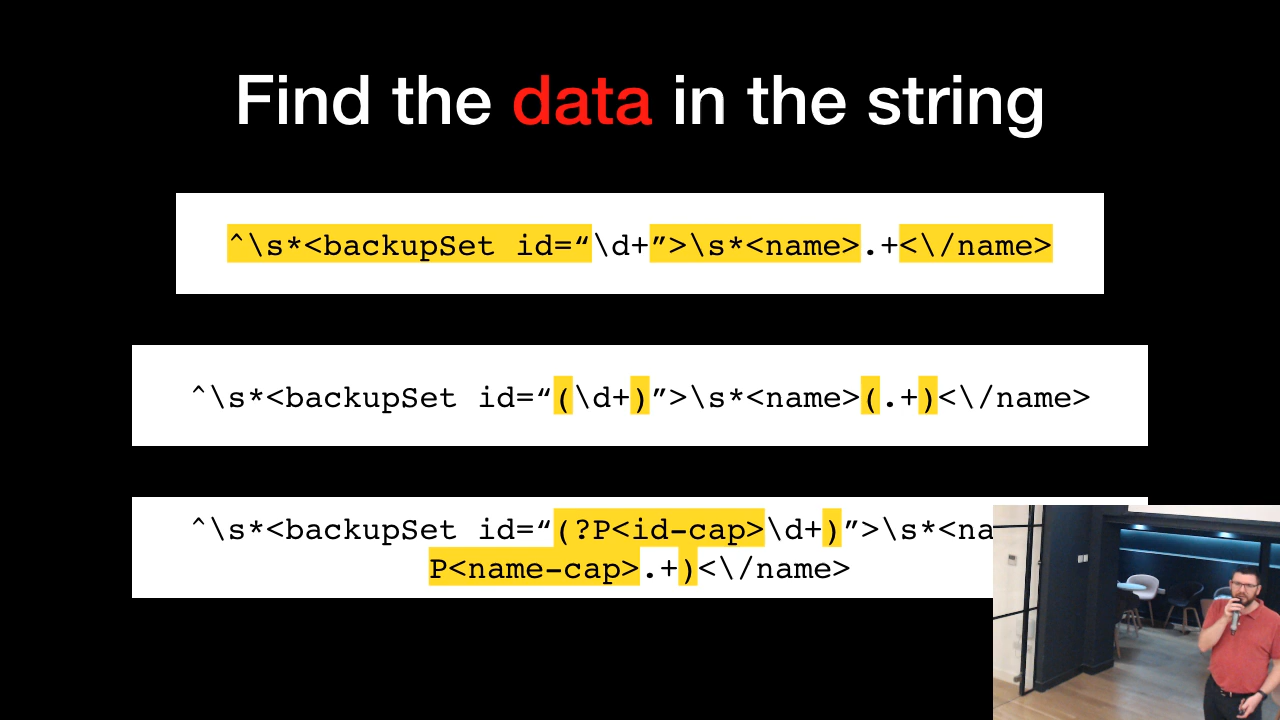 Find the data in the string
^\s*<backupSet id=“\d+”>\s*<name>.+<\/name>
^\s*<backupSet id=“(\d+)”>\s*<name>(.+)<\/name>
^\s*<backupSet id=“(?P<id-cap>\d+)”>\s*<na
P<name-cap>.+)<\/name>